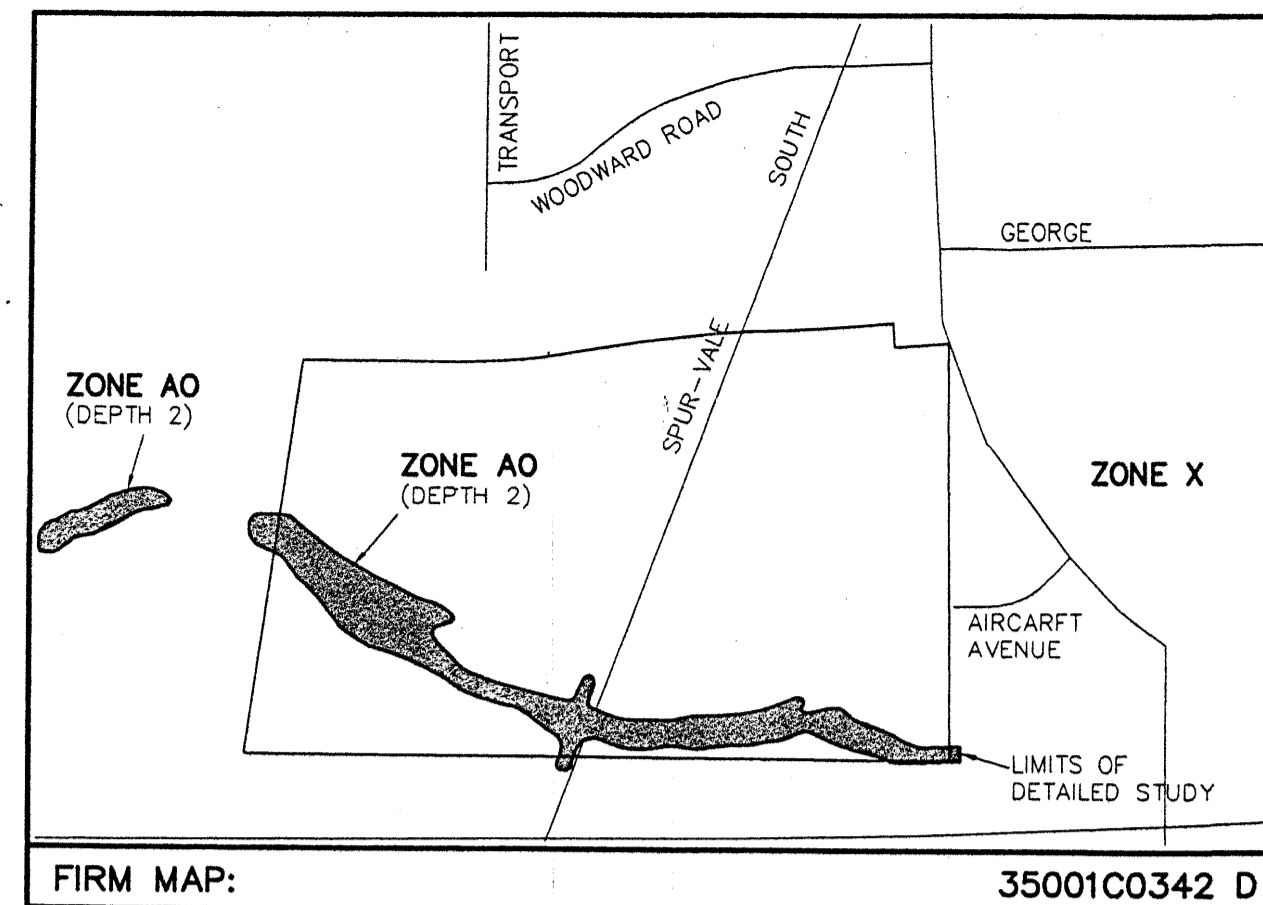 TRANSPORT
WOODWARD ROAD
SOUTH
GEORGE
SPUR-VALE
ZONE AO
(DEPTH 2)
ZONE AO
(DEPTH 2)
ZONE X
AIRCARFT
AVENUE
LIMITS OF
DETAILED STUDY
FIRM MAP:
35001C0342 D